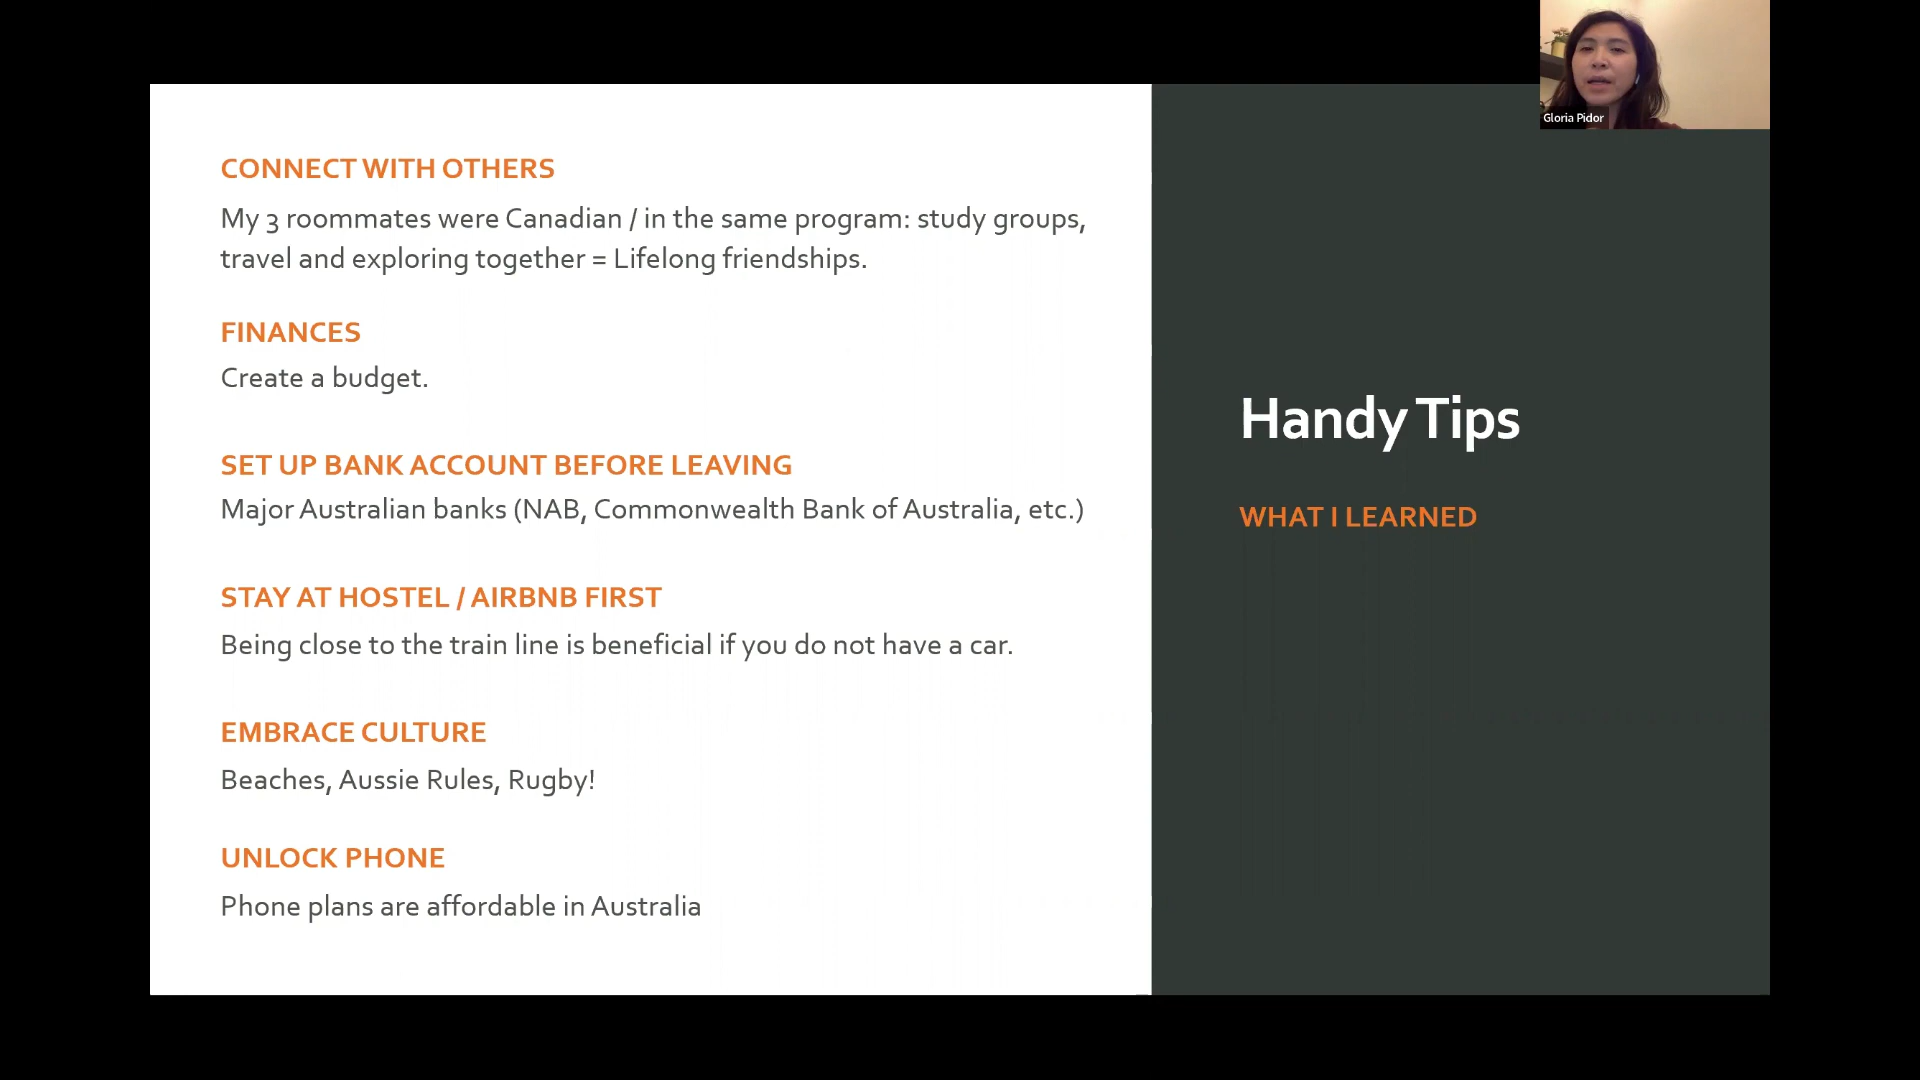 CONNECT WITH OTHERS
My 3 roommates were Canadian / in the same program: study groups,
travel and exploring together = Lifelong friendships.
FINANCES
Create a budget.
SET UP BANK ACCOUNT BEFORE LEAVING
Major Australian banks (NAB, Commonwealth Bank of Australia, etc.)
STAY AT HOSTEL / AIRBNB FIRST
Being close to the train line is beneficial if you do not have a car.
EMBRACE CULTURE
Beaches, Aussie Rules, Rugby!
UNLOCK PHONE
Phone plans are affordable in Australia
Handy Tips
WHAT I LEARNED
Gloria Pidor